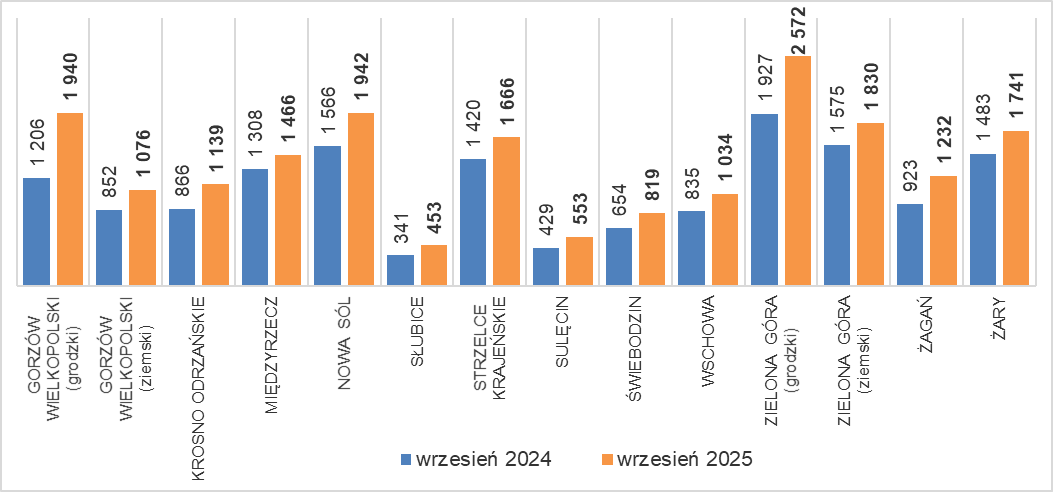 1 206
1 940
852
1 076
866
1 139
1 308
1 466
1 566
1 942
341
453
1 420
1 666
429
553
654
819
835
1 034
1 927
2 572
1 575
1 830
923
1 232
1 483
1 741
GORZÓW
WIELKOPOLSKI
(grodzki)
GORZÓW
WIELKOPOLSKI
(ziemski)
KROSNO ODRZAŃSKIE
MIĘDZYRZECZ
NOWA SÓL
SŁUBICE
STRZELCE
KRAJEŃSKIE
SULĘCIN
ŚWIEBODZIN
WSCHOWA
ZIELONA GÓRA
(grodzki)
ZIELONA GÓRA
(ziemski)
ŻAGAŃ
ŻARY
wrzesień 2024
wrzesień 2025